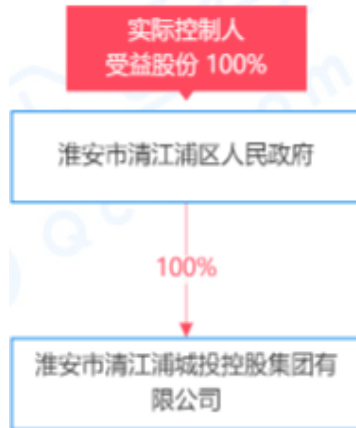 实际控制人
受益股份 100%
淮安市清江浦区人民政府
100%
淮安市清江浦城投控股集团有
限公司